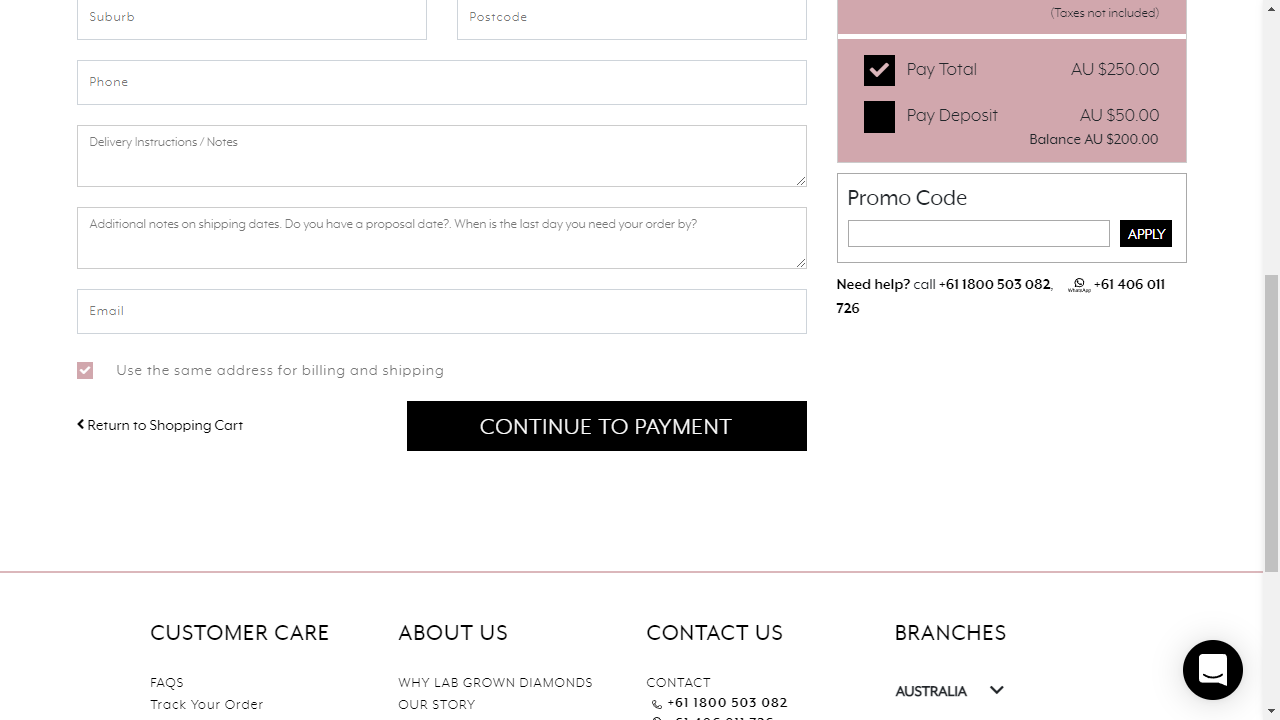 Suburb
Postcode
Phone
Delivery Instructions / Notes
Additional notes on shipping dates. Do you have a proposal date?. When is the last day you need your order by?
Email
Use the same address for billing and shipping
Return to Shopping Cart
CONTINUE TO PAYMENT
(Taxes not included)
Pay Total AU $250.00
Pay Deposit AU $50.00
Balance AU $200.00
Promo Code
APPLY
Need help? call +61 1800 503 082, WhatsApp +61 406 011
726
CUSTOMER CARE
FAQS
Track Your Order
ABOUT US
WHY LAB GROWN DIAMONDS
OUR STORY
CONTACT US
CONTACT
+61 1800 503 082
+61 406 011 726
BRANCHES
AUSTRALIA